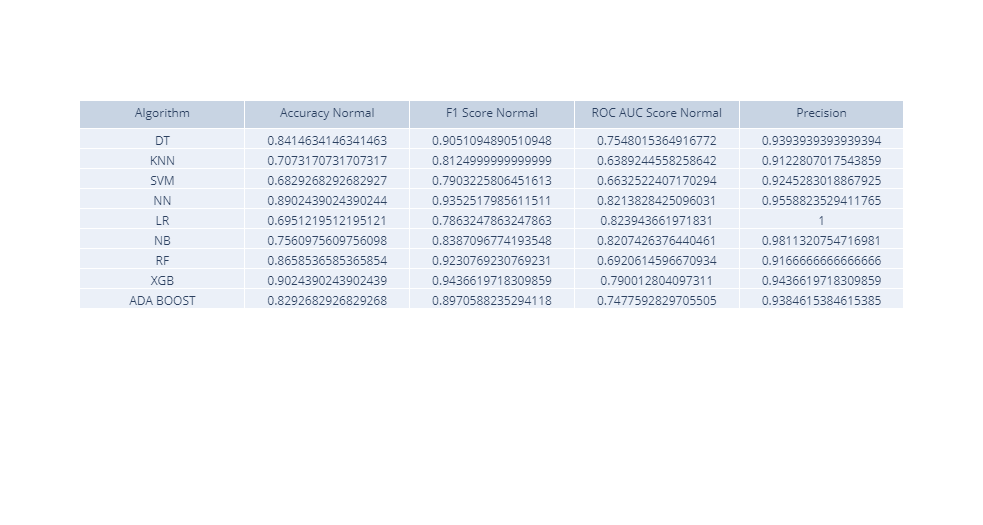 Algorithm Accuracy Normal F1 Score Normal ROC AUC Score Normal Precision
DT 0.8414634146341463 0.9051094890510948 0.7548015364916772 0.9393939393939394
KNN 0.7073170731707317 0.8124999999999999 0.6389244558258642 0.9122807017543859
SVM 0.6829268292682927 0.7903225806451613 0.6632522407170294 0.9245283018867925
NN 0.8902439024390244 0.9352517985611511 0.8213828425096031 0.9558823529411765
LR 0.6951219512195121 0.7863247863247863 0.823943661971831 1
NB 0.7560975609756098 0.8387096774193548 0.8207426376440461 0.9811320754716981
RF 0.8658536585365854 0.9230769230769231 0.6920614596670934 0.9166666666666666
XGB 0.9024390243902439 0.9436619718309859 0.790012804097311 0.9436619718309859
ADA BOOST 0.8292682926829268 0.8970588235294118 0.7477592829705505 0.9384615384615385